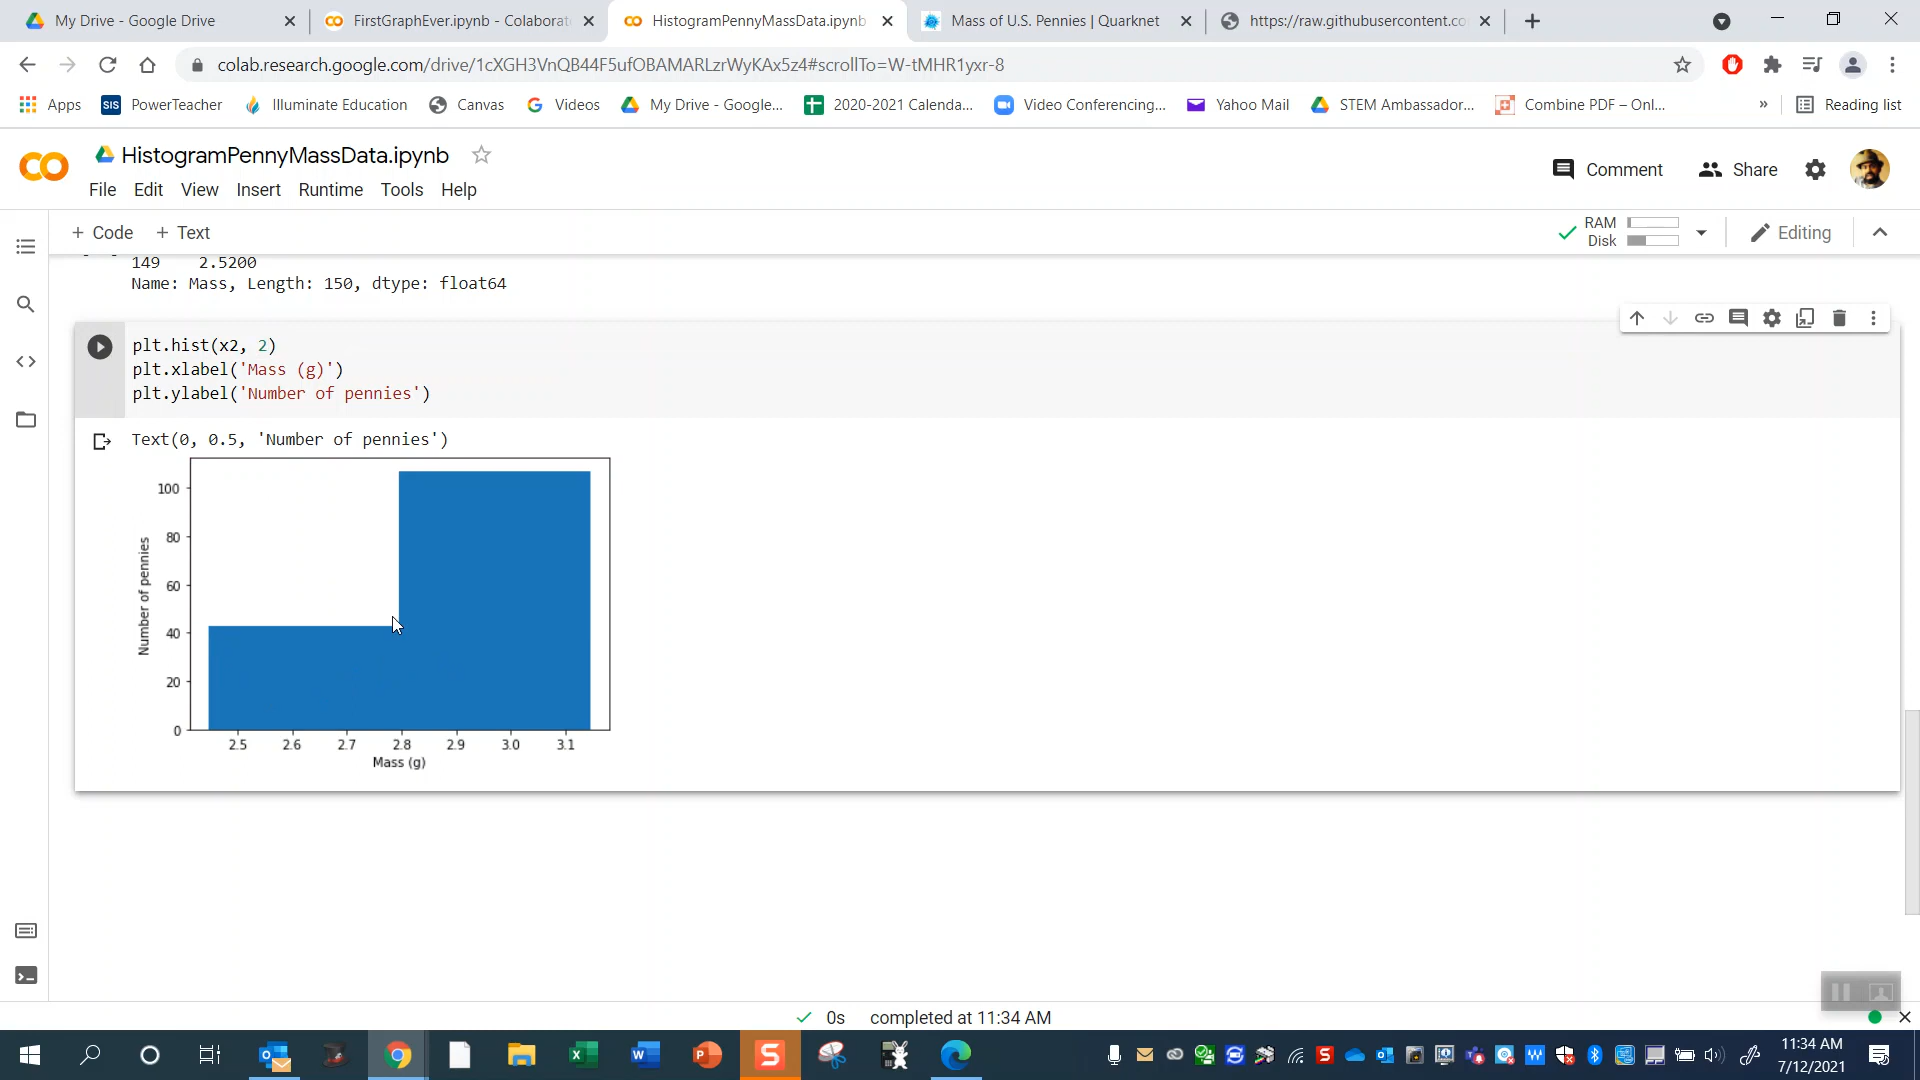 My Drive - Google Drive
FirstGraphEver.ipynb - Colaborat
HistogramPennyMassData.ipynb
Mass of U.S. Pennies | Quarknet
https://raw.githubusercontent.co
colab.research.google.com/drive/1cXGH3VnQB44F5ufOBAMARLzrWyKAx5z4#scrollTo=W-tMHR1yxr-8
Apps
SIS PowerTeacher
Illuminate Education
Canvas
Videos
My Drive - Google...
2020-2021 Calenda...
Video Conferencing...
Yahoo Mail
STEM Ambassador...
Combine PDF – Onl...
»
Reading list
HistogramPennyMassData.ipynb
File Edit View Insert Runtime Tools Help
Comment
Share
+ Code + Text
RAM
Disk
Editing
149 2.5200
Name: Mass, Length: 150, dtype: float64
plt.hist(x2, 2)
plt.xlabel('Mass (g)')
plt.ylabel('Number of pennies')
Text(0, 0.5, 'Number of pennies')
100
80
60
40
20
0
Number of pennies
2.5 2.6 2.7 2.8 2.9 3.0 3.1
Mass (g)
0s completed at 11:34 AM
11:34 AM
7/12/2021